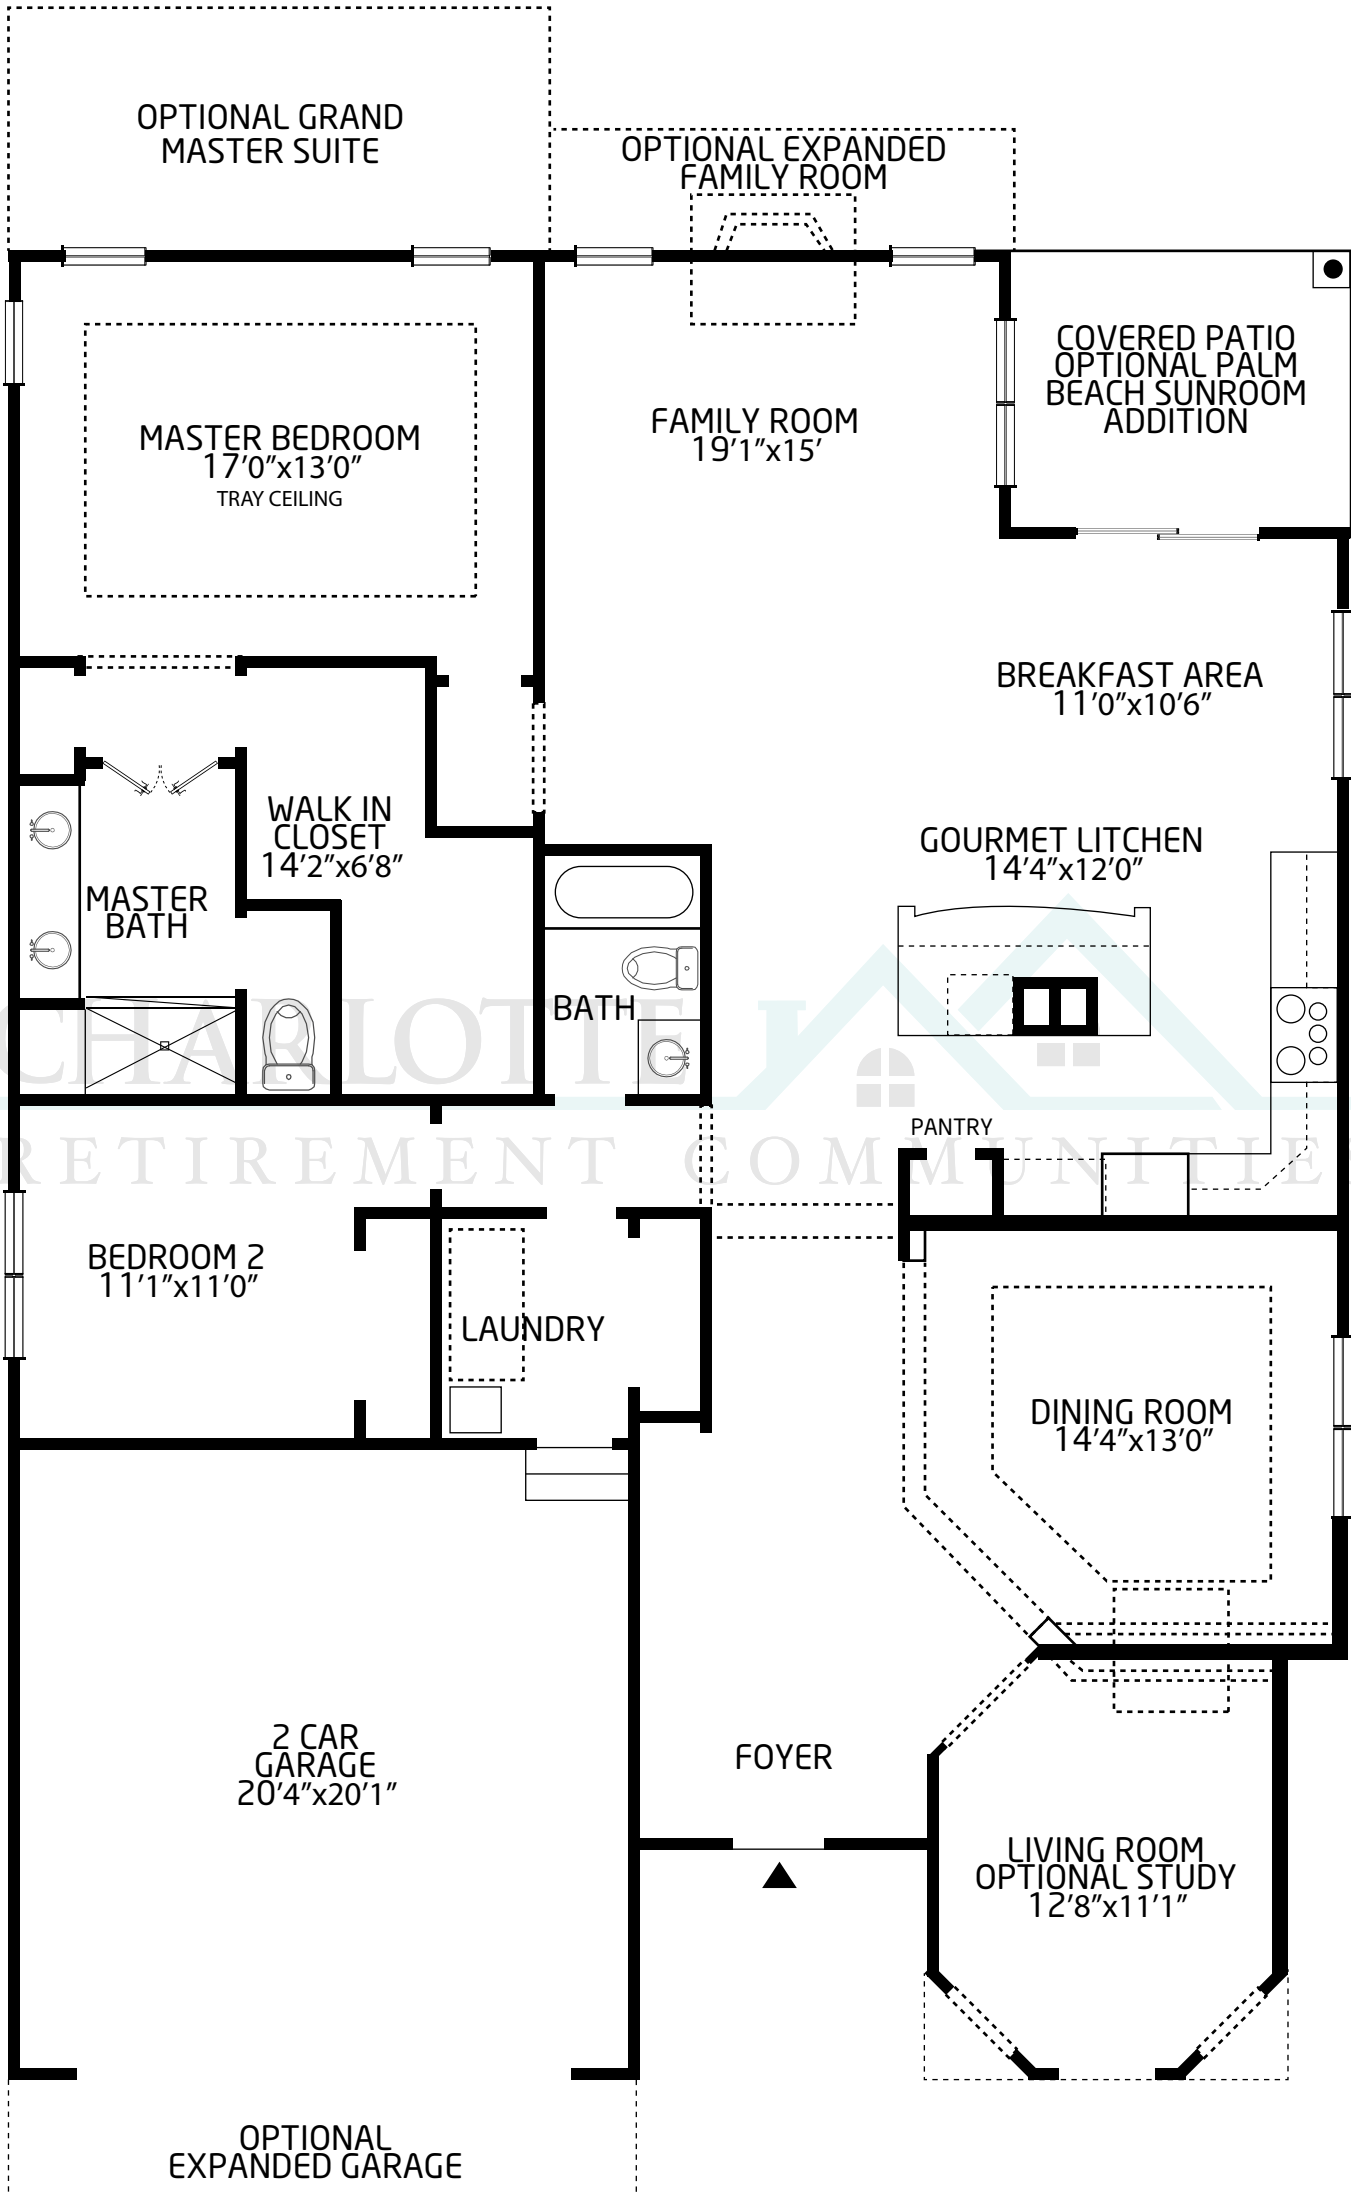 OPTIONAL GRAND
MASTER SUITE
OPTIONAL EXPANDED
FAMILY ROOM
COVERED PATIO
OPTIONAL PALM
BEACH SUNROOM
ADDITION
MASTER BEDROOM
17'0"x13'0"
TRAY CEILING
FAMILY ROOM
19'1"x15'
BREAKFAST AREA
11'0"x10'6"
WALK IN
CLOSET
14'2"x6'8"
GOURMET LITCHEN
14'4"x12'0"
MASTER
BATH
BATH
CHARLOTTE
RETIREMENT COMMUNITIE
PANTRY
BEDROOM 2
11'1"x11'0"
LAUNDRY
DINING ROOM
14'4"x13'0"
2 CAR
GARAGE
20'4"x20'1"
FOYER
LIVING ROOM
OPTIONAL STUDY
12'8"x11'1"
OPTIONAL
EXPANDED GARAGE